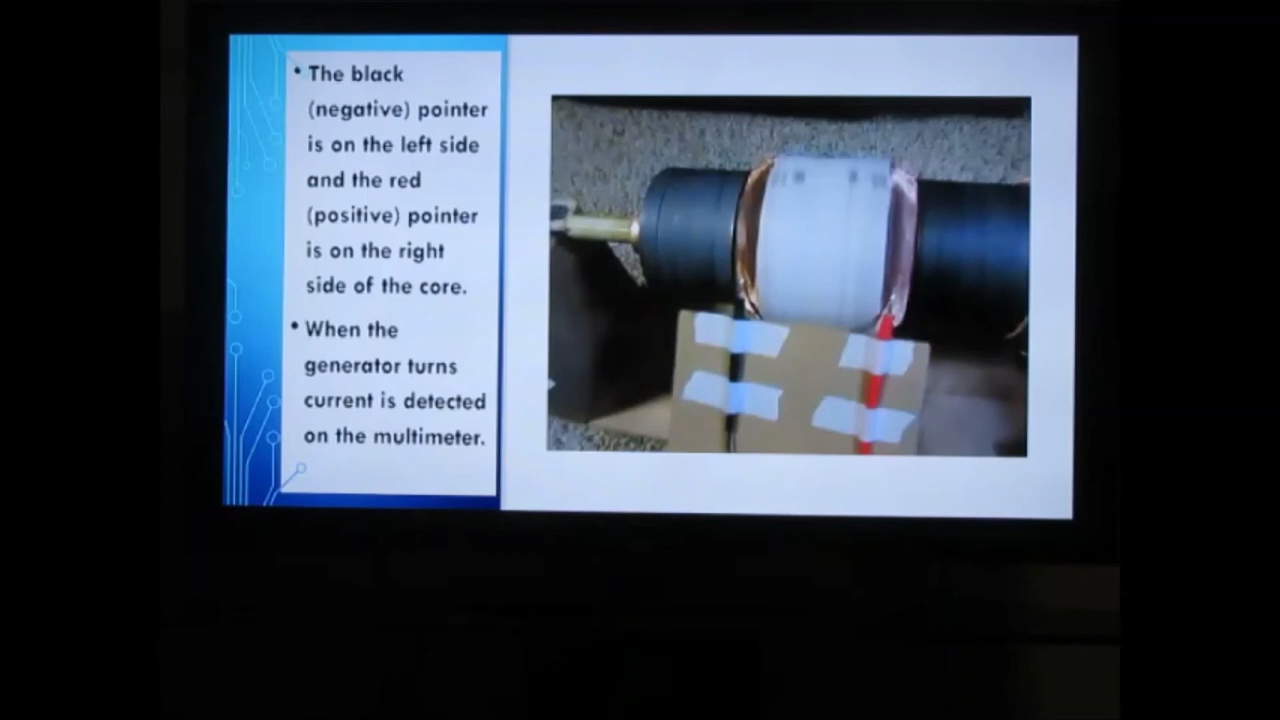 • The black
(negative) pointer
is on the left side
and the red
(positive) pointer
is on the right
side of the core.
• When the
generator turns
current is detected
on the multimeter.